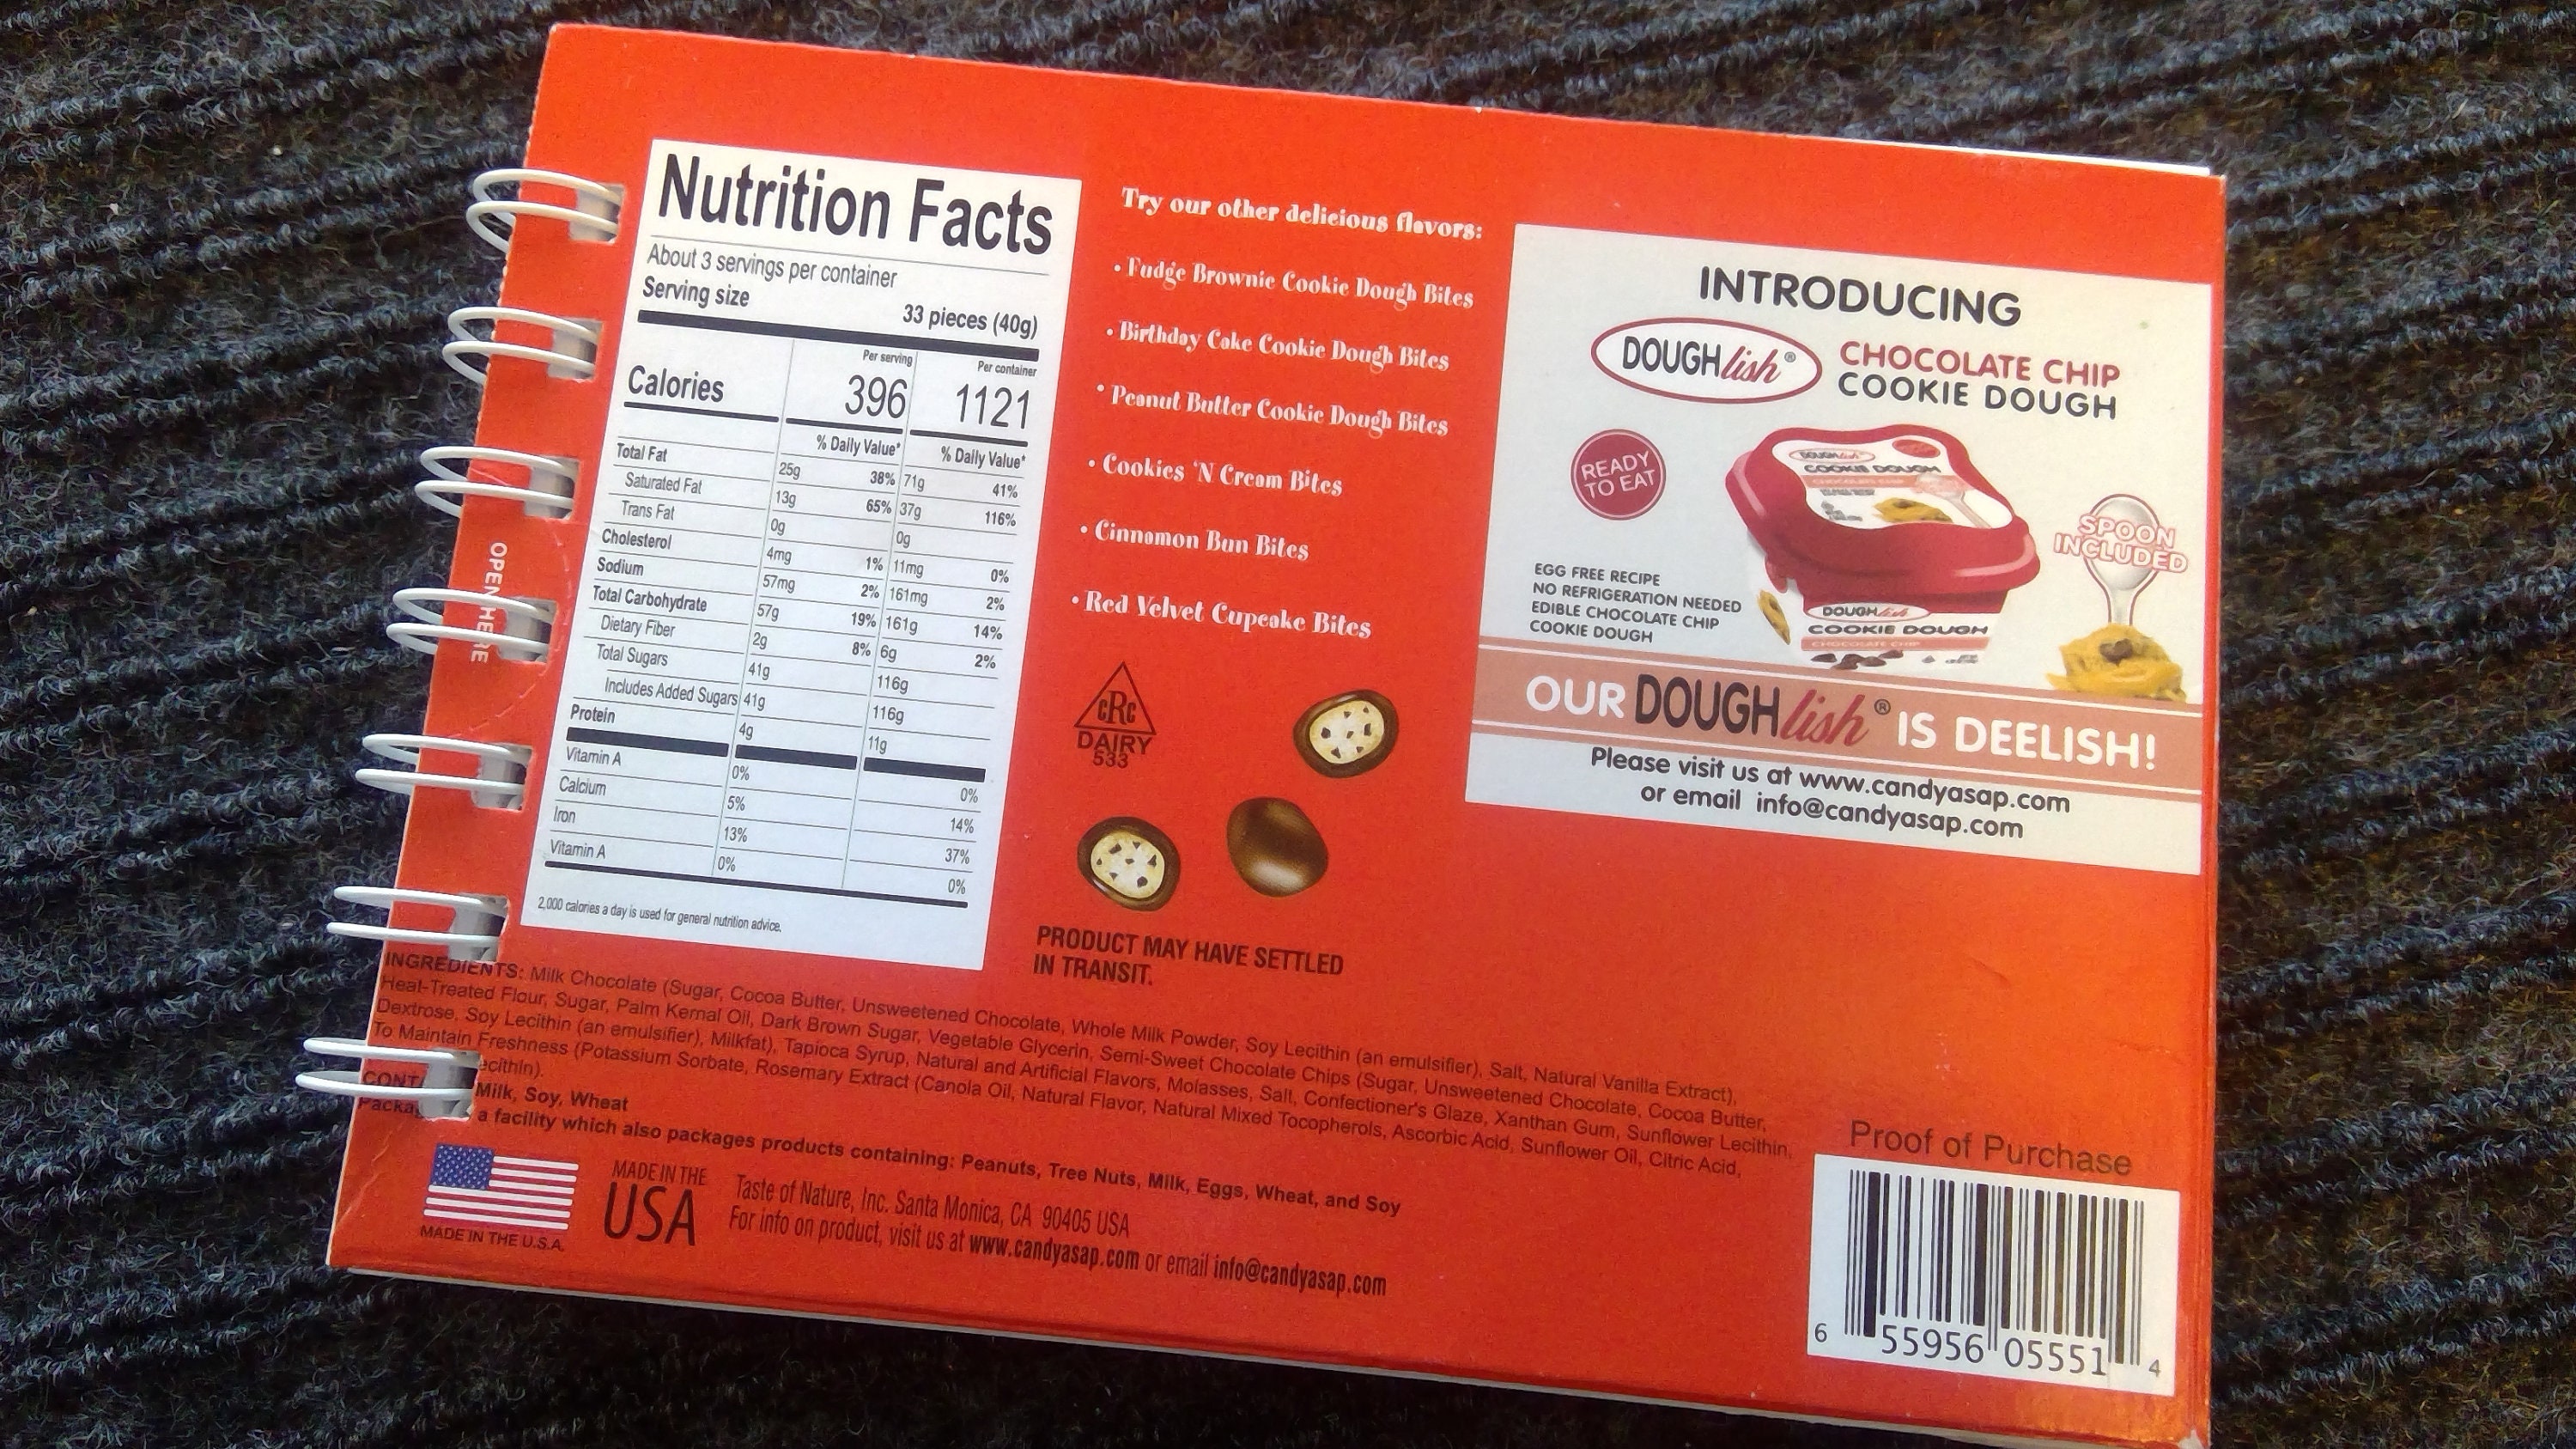 Nutrition Facts
About 3 servings per container
Serving size 33 pieces (40g)
Per serving Per container
Calories 396 1121
% Daily Value* % Daily Value*
Total Fat 25g 38% 71g 41%
Saturated Fat 13g 65% 37g 116%
Trans Fat 0g 0g
Cholesterol 4mg 1% 11mg 0%
Sodium 57mg 2% 161mg 2%
Total Carbohydrate 57g 19% 161g 14%
Dietary Fiber 2g 8% 6g 2%
Total Sugars 41g 116g
Includes Added Sugars 41g 116g
Protein 4g 11g
Vitamin A 0% 0%
Calcium 5% 14%
Iron 13% 37%
Vitamin A 0% 0%
2,000 calories a day is used for general nutrition advice.
OPEN HERE
Try our other delicious flavors:
• Fudge Brownie Cookie Dough Bites
• Birthday Cake Cookie Dough Bites
• Peanut Butter Cookie Dough Bites
• Cookies 'N Cream Bites
• Cinnamon Bun Bites
• Red Velvet Cupcake Bites
cRc
DAIRY
533
PRODUCT MAY HAVE SETTLED
IN TRANSIT.
INTRODUCING
DOUGHlish®
CHOCOLATE CHIP
COOKIE DOUGH
READY
TO EAT
DOUGHlish
COOKIE DOUGH
CHOCOLATE CHIP
SPOON
INCLUDED
EGG FREE RECIPE
NO REFRIGERATION NEEDED
EDIBLE CHOCOLATE CHIP
COOKIE DOUGH
DOUGHlish
COOKIE DOUGH
CHOCOLATE CHIP
OUR DOUGHlish® IS DEELISH!
Please visit us at www.candyasap.com
or email info@candyasap.com
INGREDIENTS: Milk Chocolate (Sugar, Cocoa Butter, Unsweetened Chocolate, Whole Milk Powder, Soy Lecithin (an emulsifier), Salt, Natural Vanilla Extract),
Heat-Treated Flour, Sugar, Palm Kernal Oil, Dark Brown Sugar, Vegetable Glycerin, Semi-Sweet Chocolate Chips (Sugar, Unsweetened Chocolate, Cocoa Butter,
Dextrose, Soy Lecithin (an emulsifier), Milkfat), Tapioca Syrup, Natural and Artificial Flavors, Molasses, Salt, Confectioner's Glaze, Xanthan Gum, Sunflower Lecithin,
To Maintain Freshness (Potassium Sorbate, Rosemary Extract (Canola Oil, Natural Flavor, Natural Mixed Tocopherols, Ascorbic Acid, Sunflower Oil, Citric Acid,
ecithin).
CONT Milk, Soy, Wheat
Packag a facility which also packages products containing: Peanuts, Tree Nuts, Milk, Eggs, Wheat, and Soy
MADE IN THE U.S.A.
MADE IN THE
USA
Taste of Nature, Inc. Santa Monica, CA 90405 USA
For info on product, visit us at www.candyasap.com or email info@candyasap.com
Proof of Purchase
6 55956 05551 4